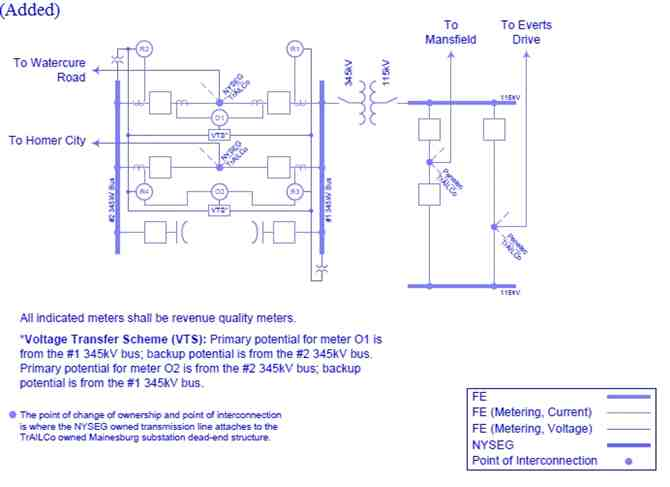 (Added)
To
Mansfield
To Everts
Drive
R2
R1
To Watercure
Road
345kV
115kV
NYSEG
TrAILCo
115kV
O1
VTS*
To Homer City
NYSEG
TrAILCo
R4
O2
R3
VTS*
#2 345kV Bus
#1 345kV Bus
Penelec
TrAILCo
Penelec
TrAILCo
115kV
All indicated meters shall be revenue quality meters.
*Voltage Transfer Scheme (VTS): Primary potential for meter O1 is
from the #1 345kV bus; backup potential is from the #2 345kV bus.
Primary potential for meter O2 is from the #2 345kV bus; backup
potential is from the #1 345kV bus.
The point of change of ownership and point of interconnection
is where the NYSEG owned transmission line attaches to the
TrAILCo owned Mainesburg substation dead-end structure.
FE
FE (Metering, Current)
FE (Metering, Voltage)
NYSEG
Point of Interconnection